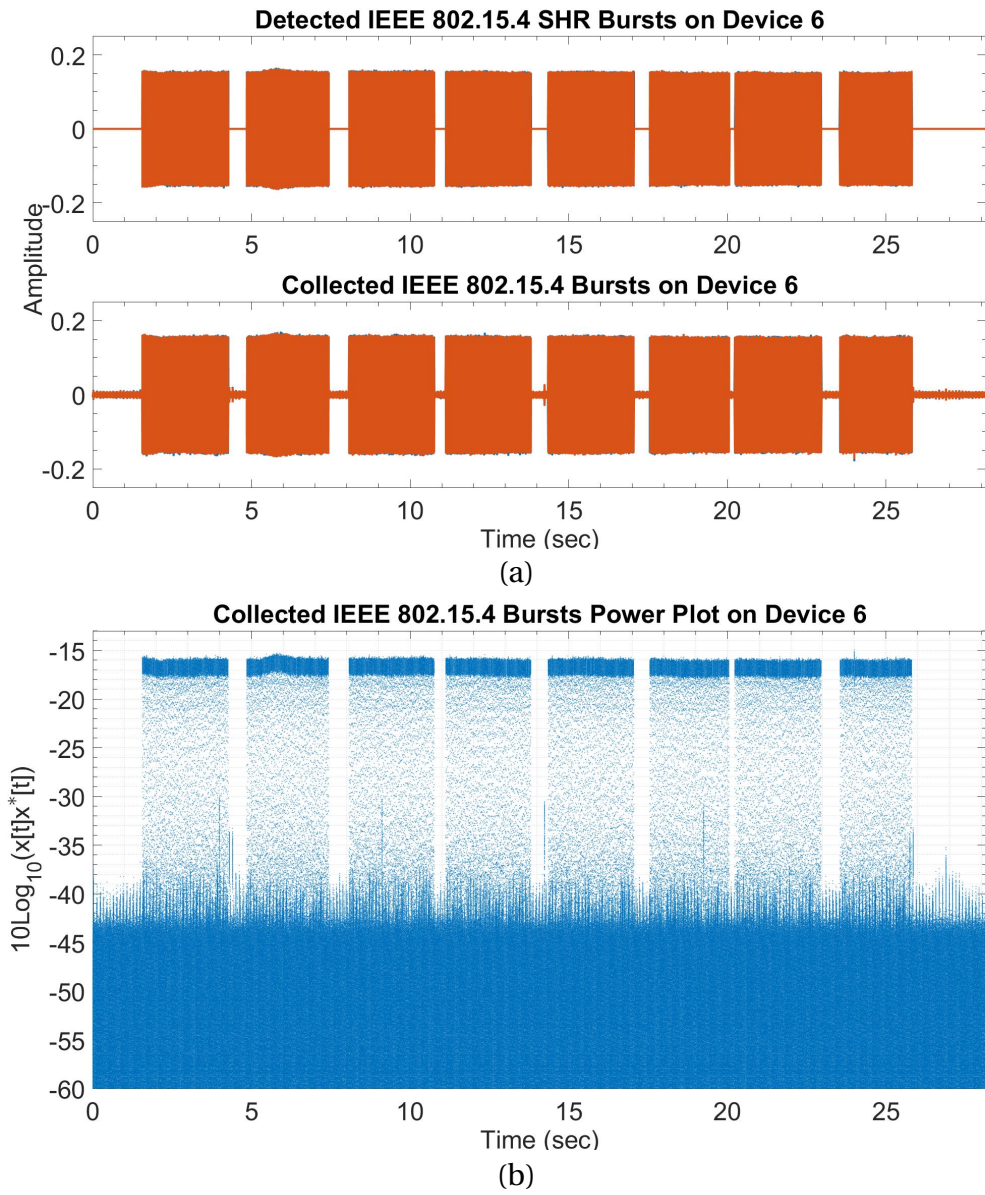 Detected IEEE 802.15.4 SHR Bursts on Device 6
0.2
0
-0.2
0 5 10 15 20 25
Amplitude
Collected IEEE 802.15.4 Bursts on Device 6
0.2
0
-0.2
0 5 10 15 20 25
Time (sec)
(a)
Collected IEEE 802.15.4 Bursts Power Plot on Device 6
-15
-20
-25
-30
-35
-40
-45
-50
-55
-60
10Log10(x[t]x*[t])
0 5 10 15 20 25
Time (sec)
(b)